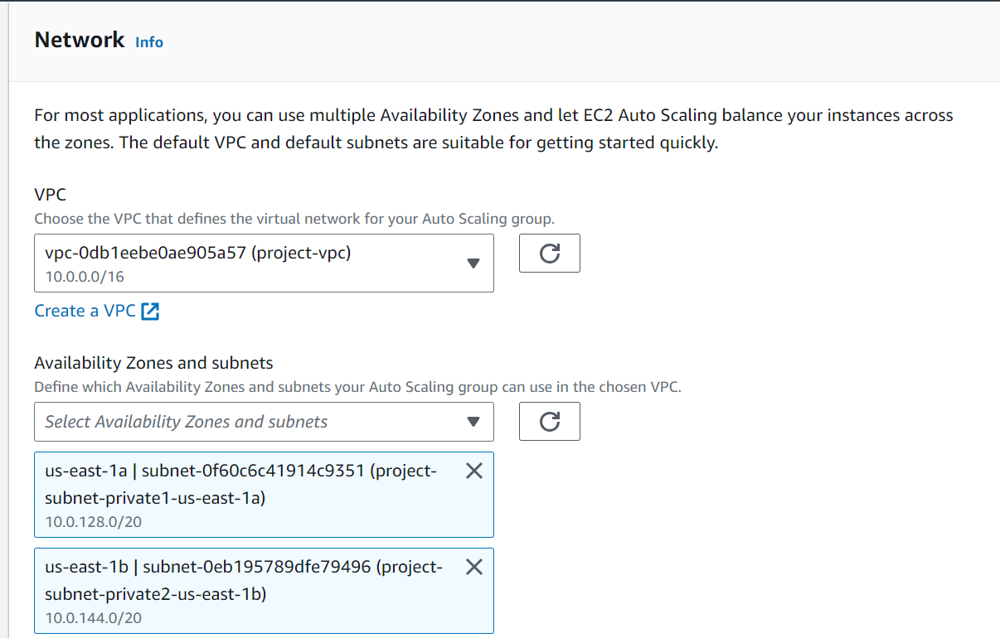 Network Info
For most applications, you can use multiple Availability Zones and let EC2 Auto Scaling balance your instances across
the zones. The default VPC and default subnets are suitable for getting started quickly.
VPC
Choose the VPC that defines the virtual network for your Auto Scaling group.
vpc-0db1eebe0ae905a57 (project-vpc)
10.0.0.0/16
Create a VPC
Availability Zones and subnets
Define which Availability Zones and subnets your Auto Scaling group can use in the chosen VPC.
Select Availability Zones and subnets
us-east-1a | subnet-0f60c6c41914c9351 (project-
subnet-private1-us-east-1a)
10.0.128.0/20
us-east-1b | subnet-0eb195789dfe79496 (project-
subnet-private2-us-east-1b)
10.0.144.0/20